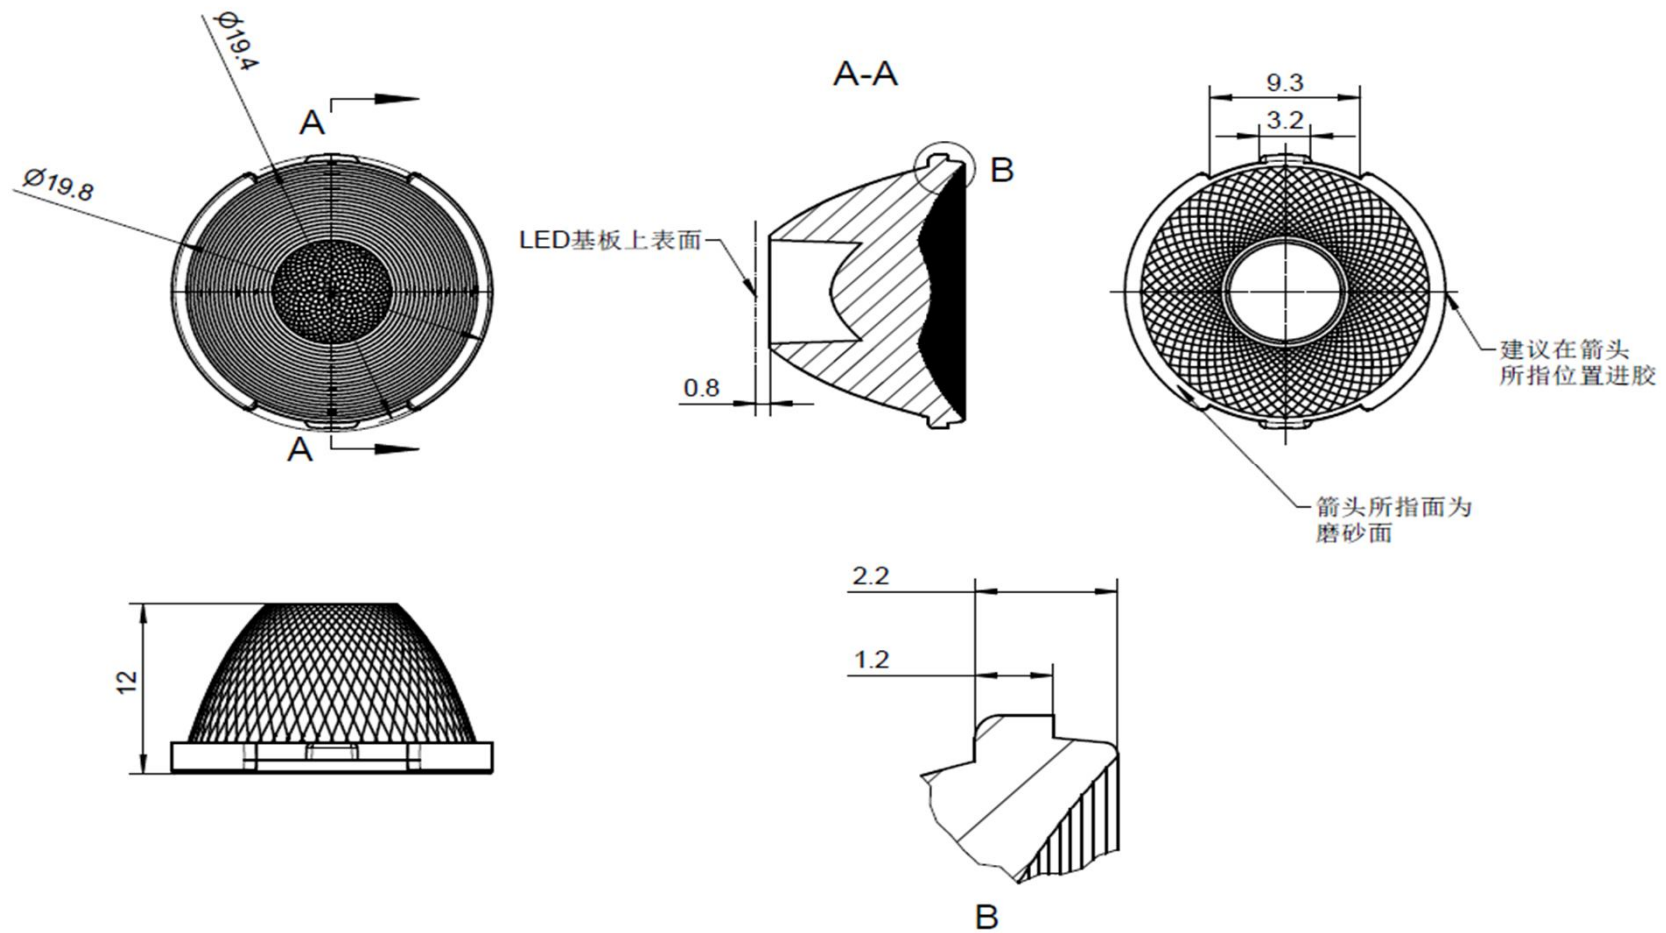 Ø19.4
A
Ø19.8
A
A-A
B
LED基板上表面
0.8
9.3
3.2
建议在箭头
所指位置进胶
箭头所指面为
磨砂面
12
2.2
1.2
B